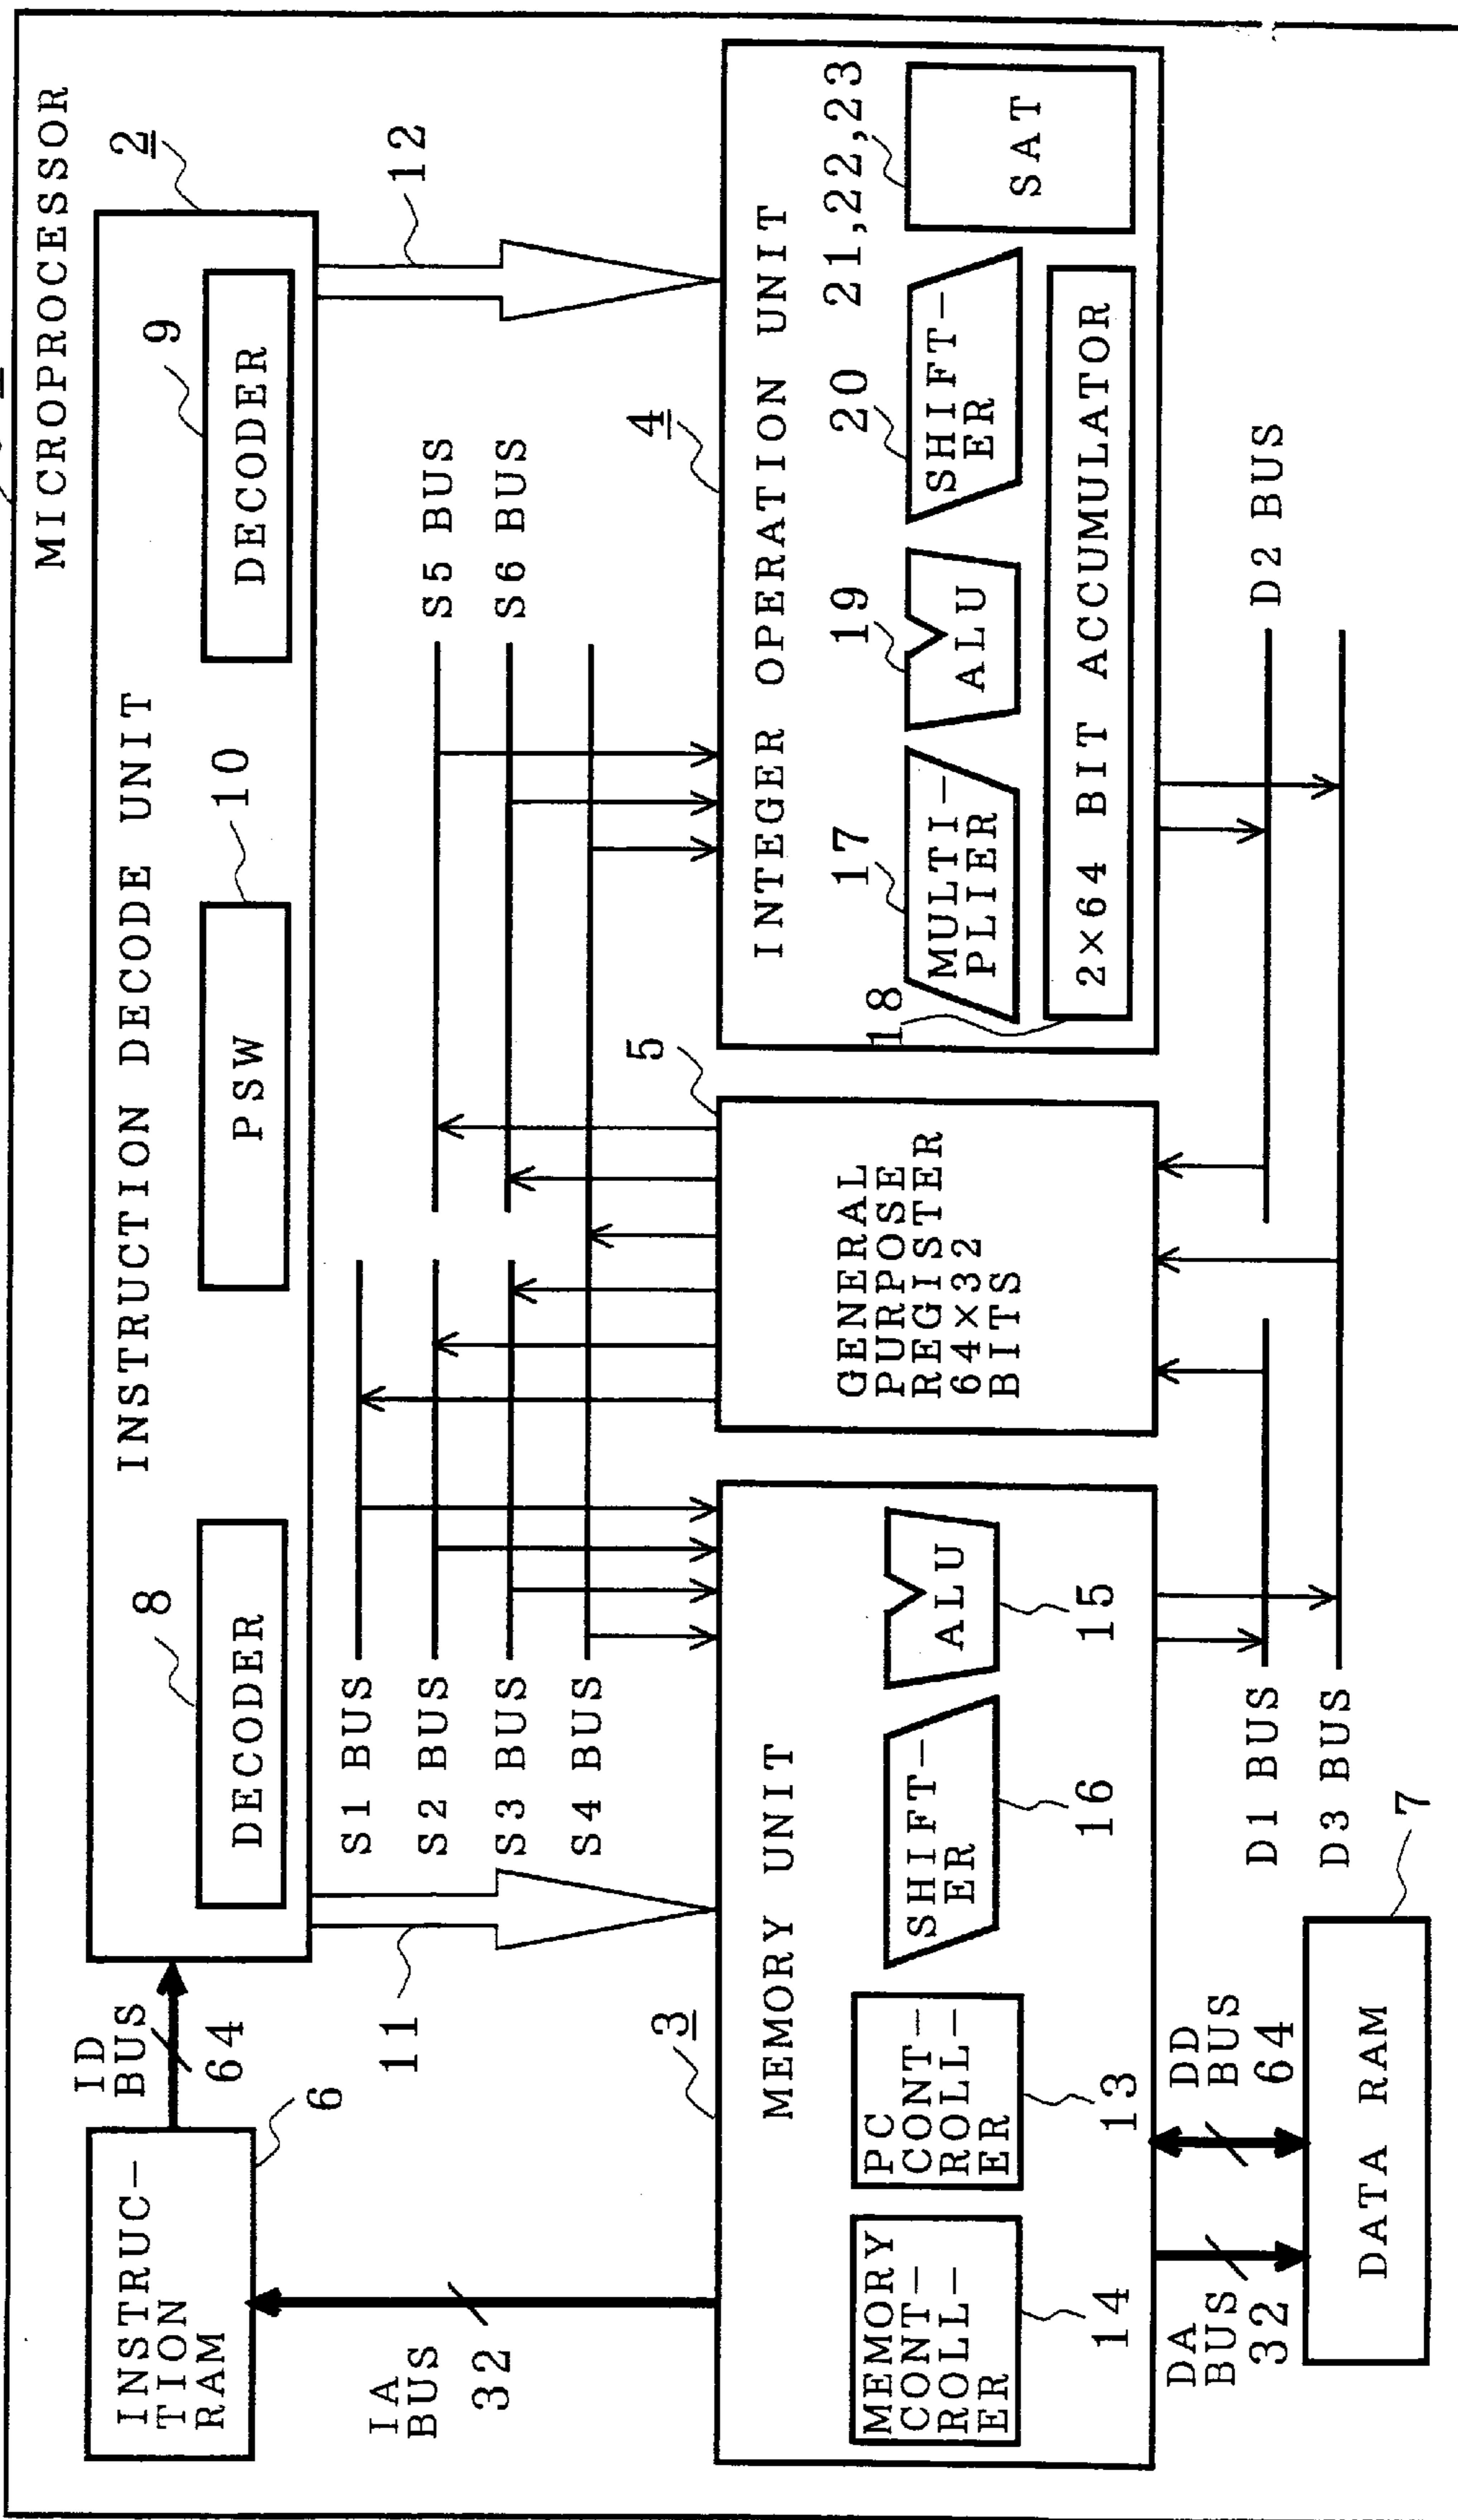 MICROPROCESSOR
2
INSTRUCTION DECODE UNIT
8
DECODER
10
PSW
9
DECODER
INSTRUC-
TION
RAM
6
ID
BUS
64
IA
BUS
32
11
12
S1 BUS
S2 BUS
S3 BUS
S4 BUS
S5 BUS
S6 BUS
3
MEMORY UNIT
MEMORY
CONT-
ROLL-
ER
14
PC
CONT-
ROLL-
ER
13
SHIFT-
ER
16
ALU
15
5
GENERAL
PURPOSE
REGISTER
64×32
BITS
4
INTEGER OPERATION UNIT
17
MULTI-
PLIER
18
19
ALU
20
SHIFT-
ER
21,22,23
SAT
2×64 BIT ACCUMULATOR
D1 BUS
D2 BUS
D3 BUS
DA
BUS
32
DD
BUS
64
7
DATA RAM